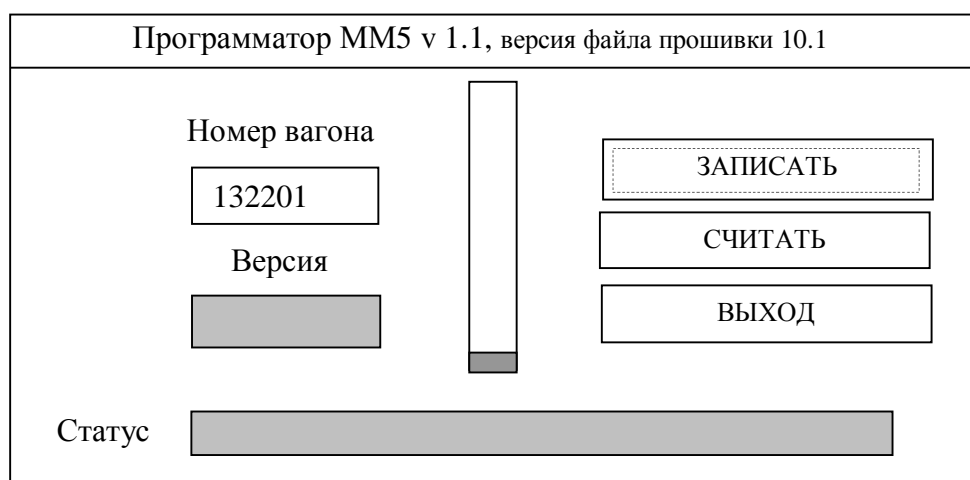 Программатор ММ5 v 1.1, версия файла прошивки 10.1
Номер вагона
132201
Версия
ЗАПИСАТЬ
СЧИТАТЬ
ВЫХОД
Статус